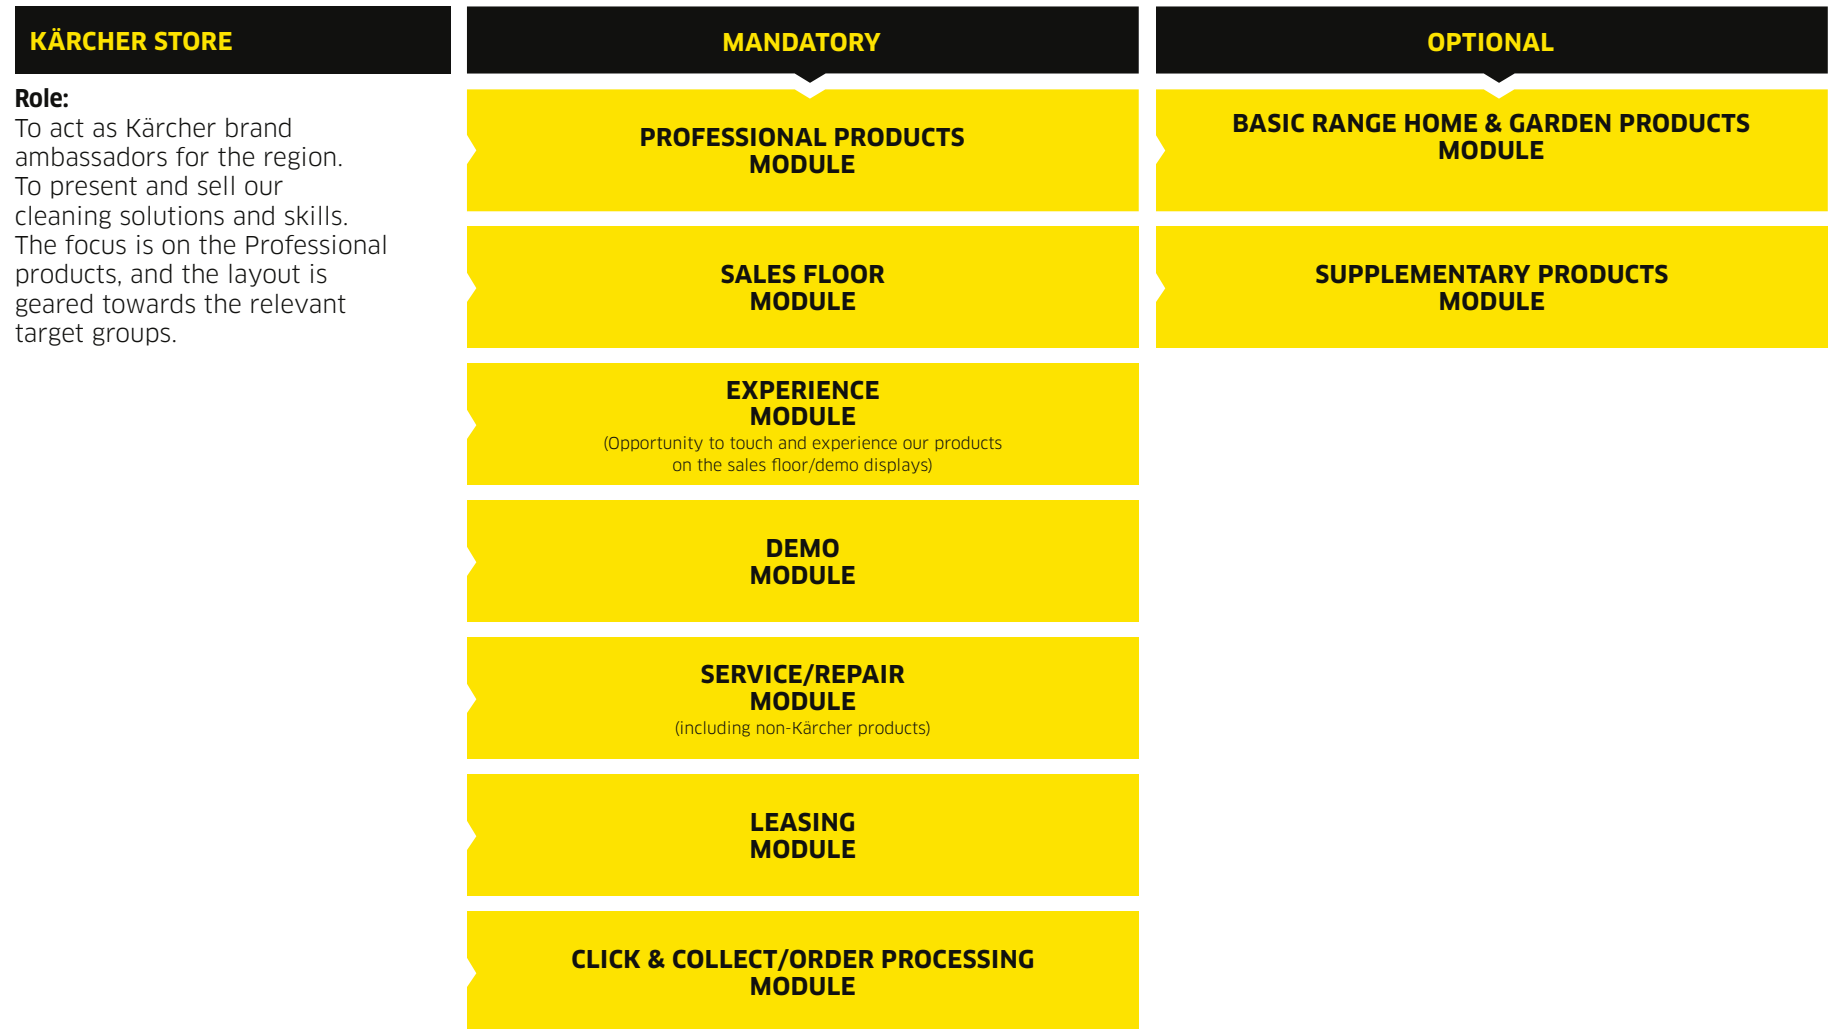 KÄRCHER STORE
Role:
To act as Kärcher brand
ambassadors for the region.
To present and sell our
cleaning solutions and skills.
The focus is on the Professional
products, and the layout is
geared towards the relevant
target groups.
MANDATORY
PROFESSIONAL PRODUCTS
MODULE
SALES FLOOR
MODULE
EXPERIENCE
MODULE
(Opportunity to touch and experience our products
on the sales floor/demo displays)
DEMO
MODULE
SERVICE/REPAIR
MODULE
(including non-Kärcher products)
LEASING
MODULE
CLICK & COLLECT/ORDER PROCESSING
MODULE
OPTIONAL
BASIC RANGE HOME & GARDEN PRODUCTS
MODULE
SUPPLEMENTARY PRODUCTS
MODULE